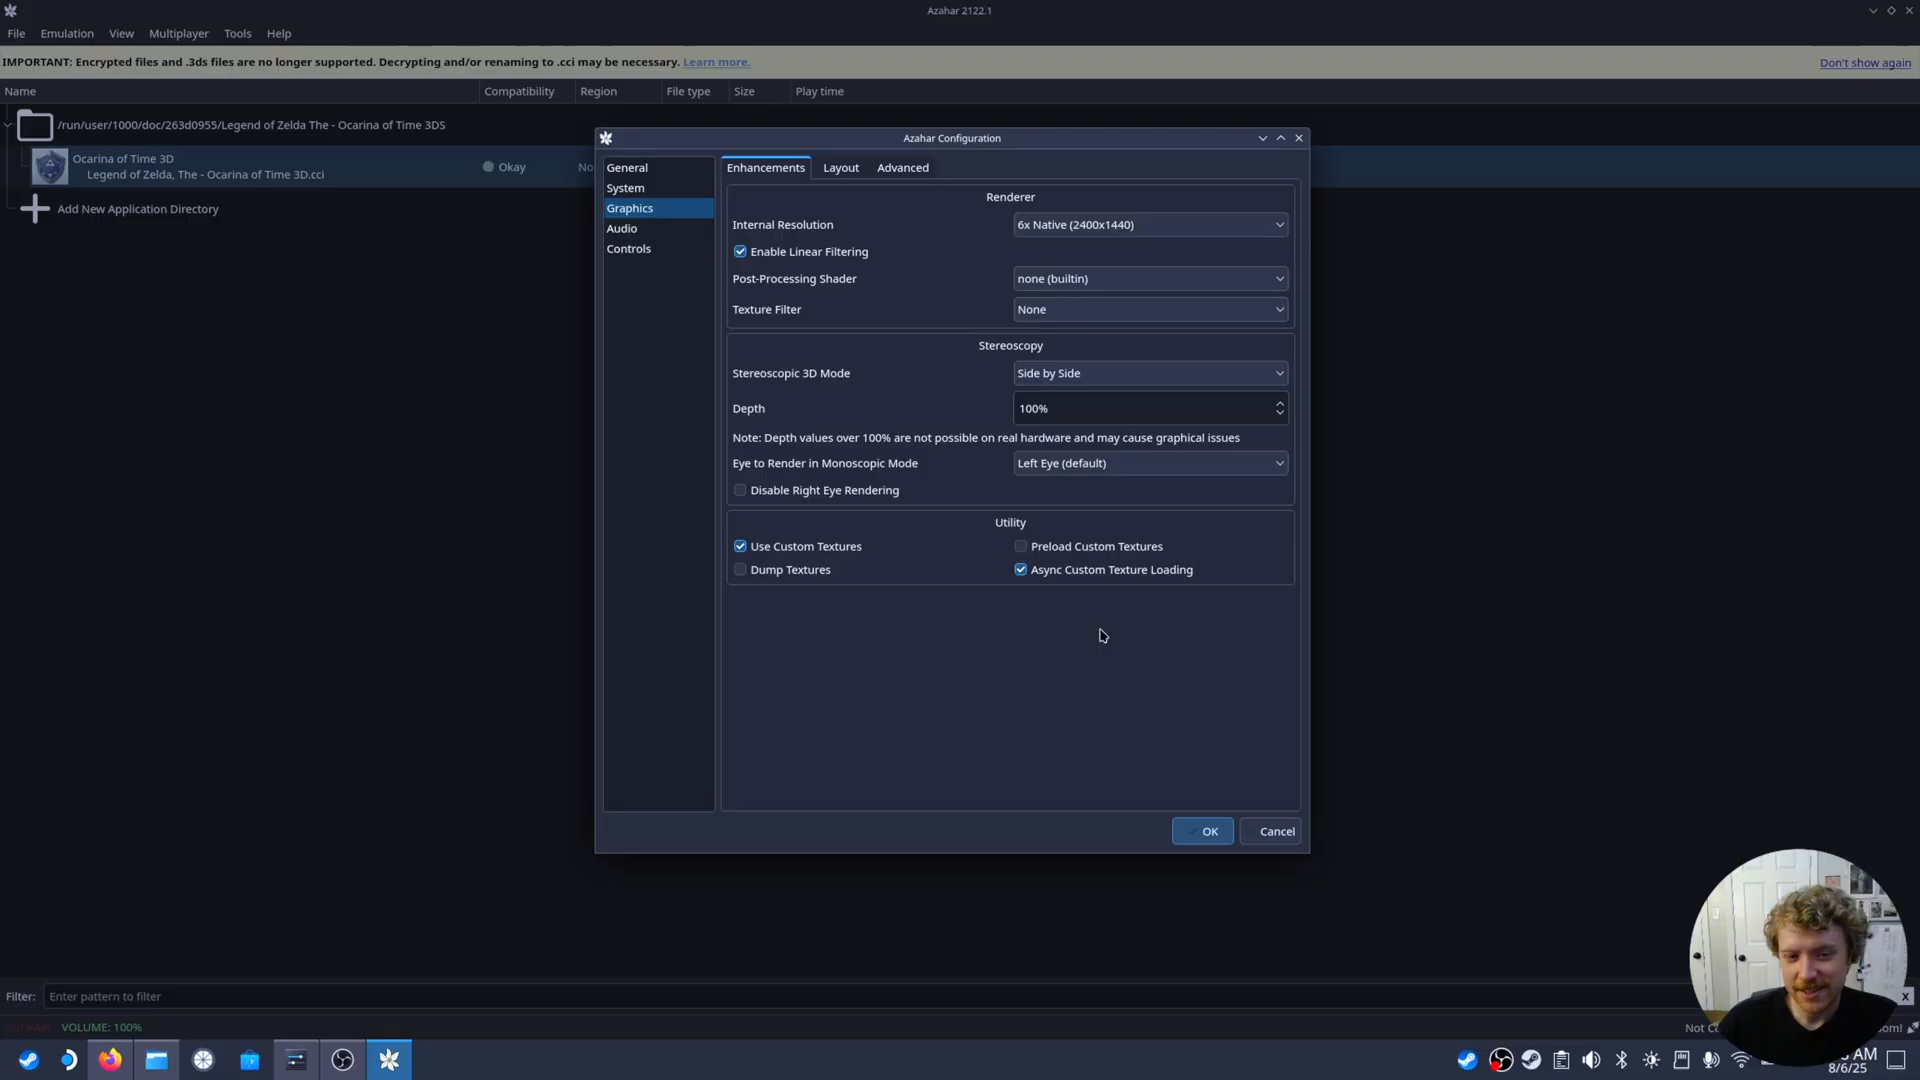 Azahar 2122.1
File Emulation View Multiplayer Tools Help
IMPORTANT: Encrypted files and .3ds files are no longer supported. Decrypting and/or renaming to .cci may be necessary. Learn more. Don't show again
Name Compatibility Region File type Size Play time
/run/user/1000/doc/263d0955/Legend of Zelda The - Ocarina of Time 3DS
Ocarina of Time 3D
Legend of Zelda, The - Ocarina of Time 3D.cci
Okay
No
Add New Application Directory
Azahar Configuration
General
System
Graphics
Audio
Controls
Enhancements Layout Advanced
Renderer
Internal Resolution 6x Native (2400x1440)
Enable Linear Filtering
Post-Processing Shader none (builtin)
Texture Filter None
Stereoscopy
Stereoscopic 3D Mode Side by Side
Depth 100%
Note: Depth values over 100% are not possible on real hardware and may cause graphical issues
Eye to Render in Monoscopic Mode Left Eye (default)
Disable Right Eye Rendering
Utility
Use Custom Textures Preload Custom Textures
Dump Textures Async Custom Texture Loading
OK Cancel
Filter: Enter pattern to filter x
VULKAN VOLUME: 100% Not C oom!
AM
8/6/25